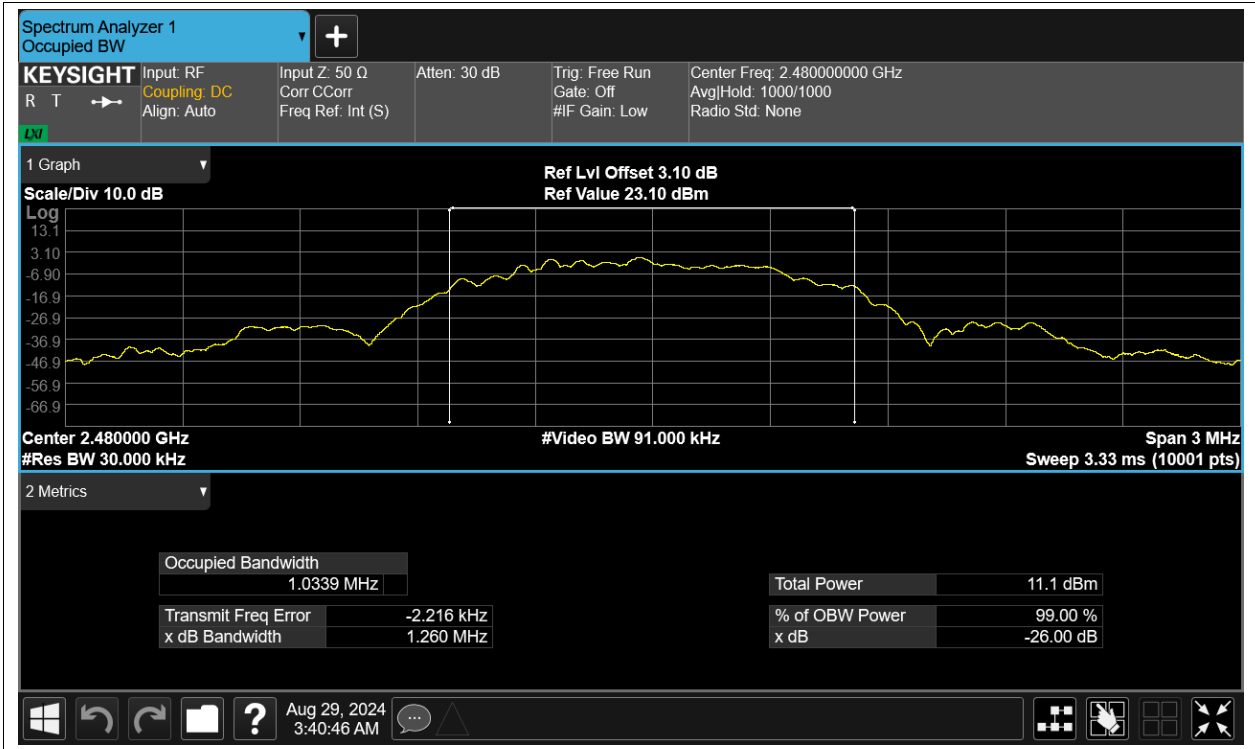 Spectrum Analyzer 1
Occupied BW
KEYSIGHT
R T
LXI
Input: RF
Coupling: DC
Align: Auto
Input Z: 50 Ω
Corr CCorr
Freq Ref: Int (S)
Atten: 30 dB
Trig: Free Run
Gate: Off
#IF Gain: Low
Center Freq: 2.480000000 GHz
Avg|Hold: 1000/1000
Radio Std: None
1 Graph
Scale/Div 10.0 dB
Ref Lvl Offset 3.10 dB
Ref Value 23.10 dBm
Log
13.1
3.10
-6.90
-16.9
-26.9
-36.9
-46.9
-56.9
-66.9
Center 2.480000 GHz
#Res BW 30.000 kHz
#Video BW 91.000 kHz
Span 3 MHz
Sweep 3.33 ms (10001 pts)
2 Metrics
Occupied Bandwidth
1.0339 MHz
Transmit Freq Error -2.216 kHz
x dB Bandwidth 1.260 MHz
Total Power 11.1 dBm
% of OBW Power 99.00 %
x dB -26.00 dB
?
Aug 29, 2024
3:40:46 AM